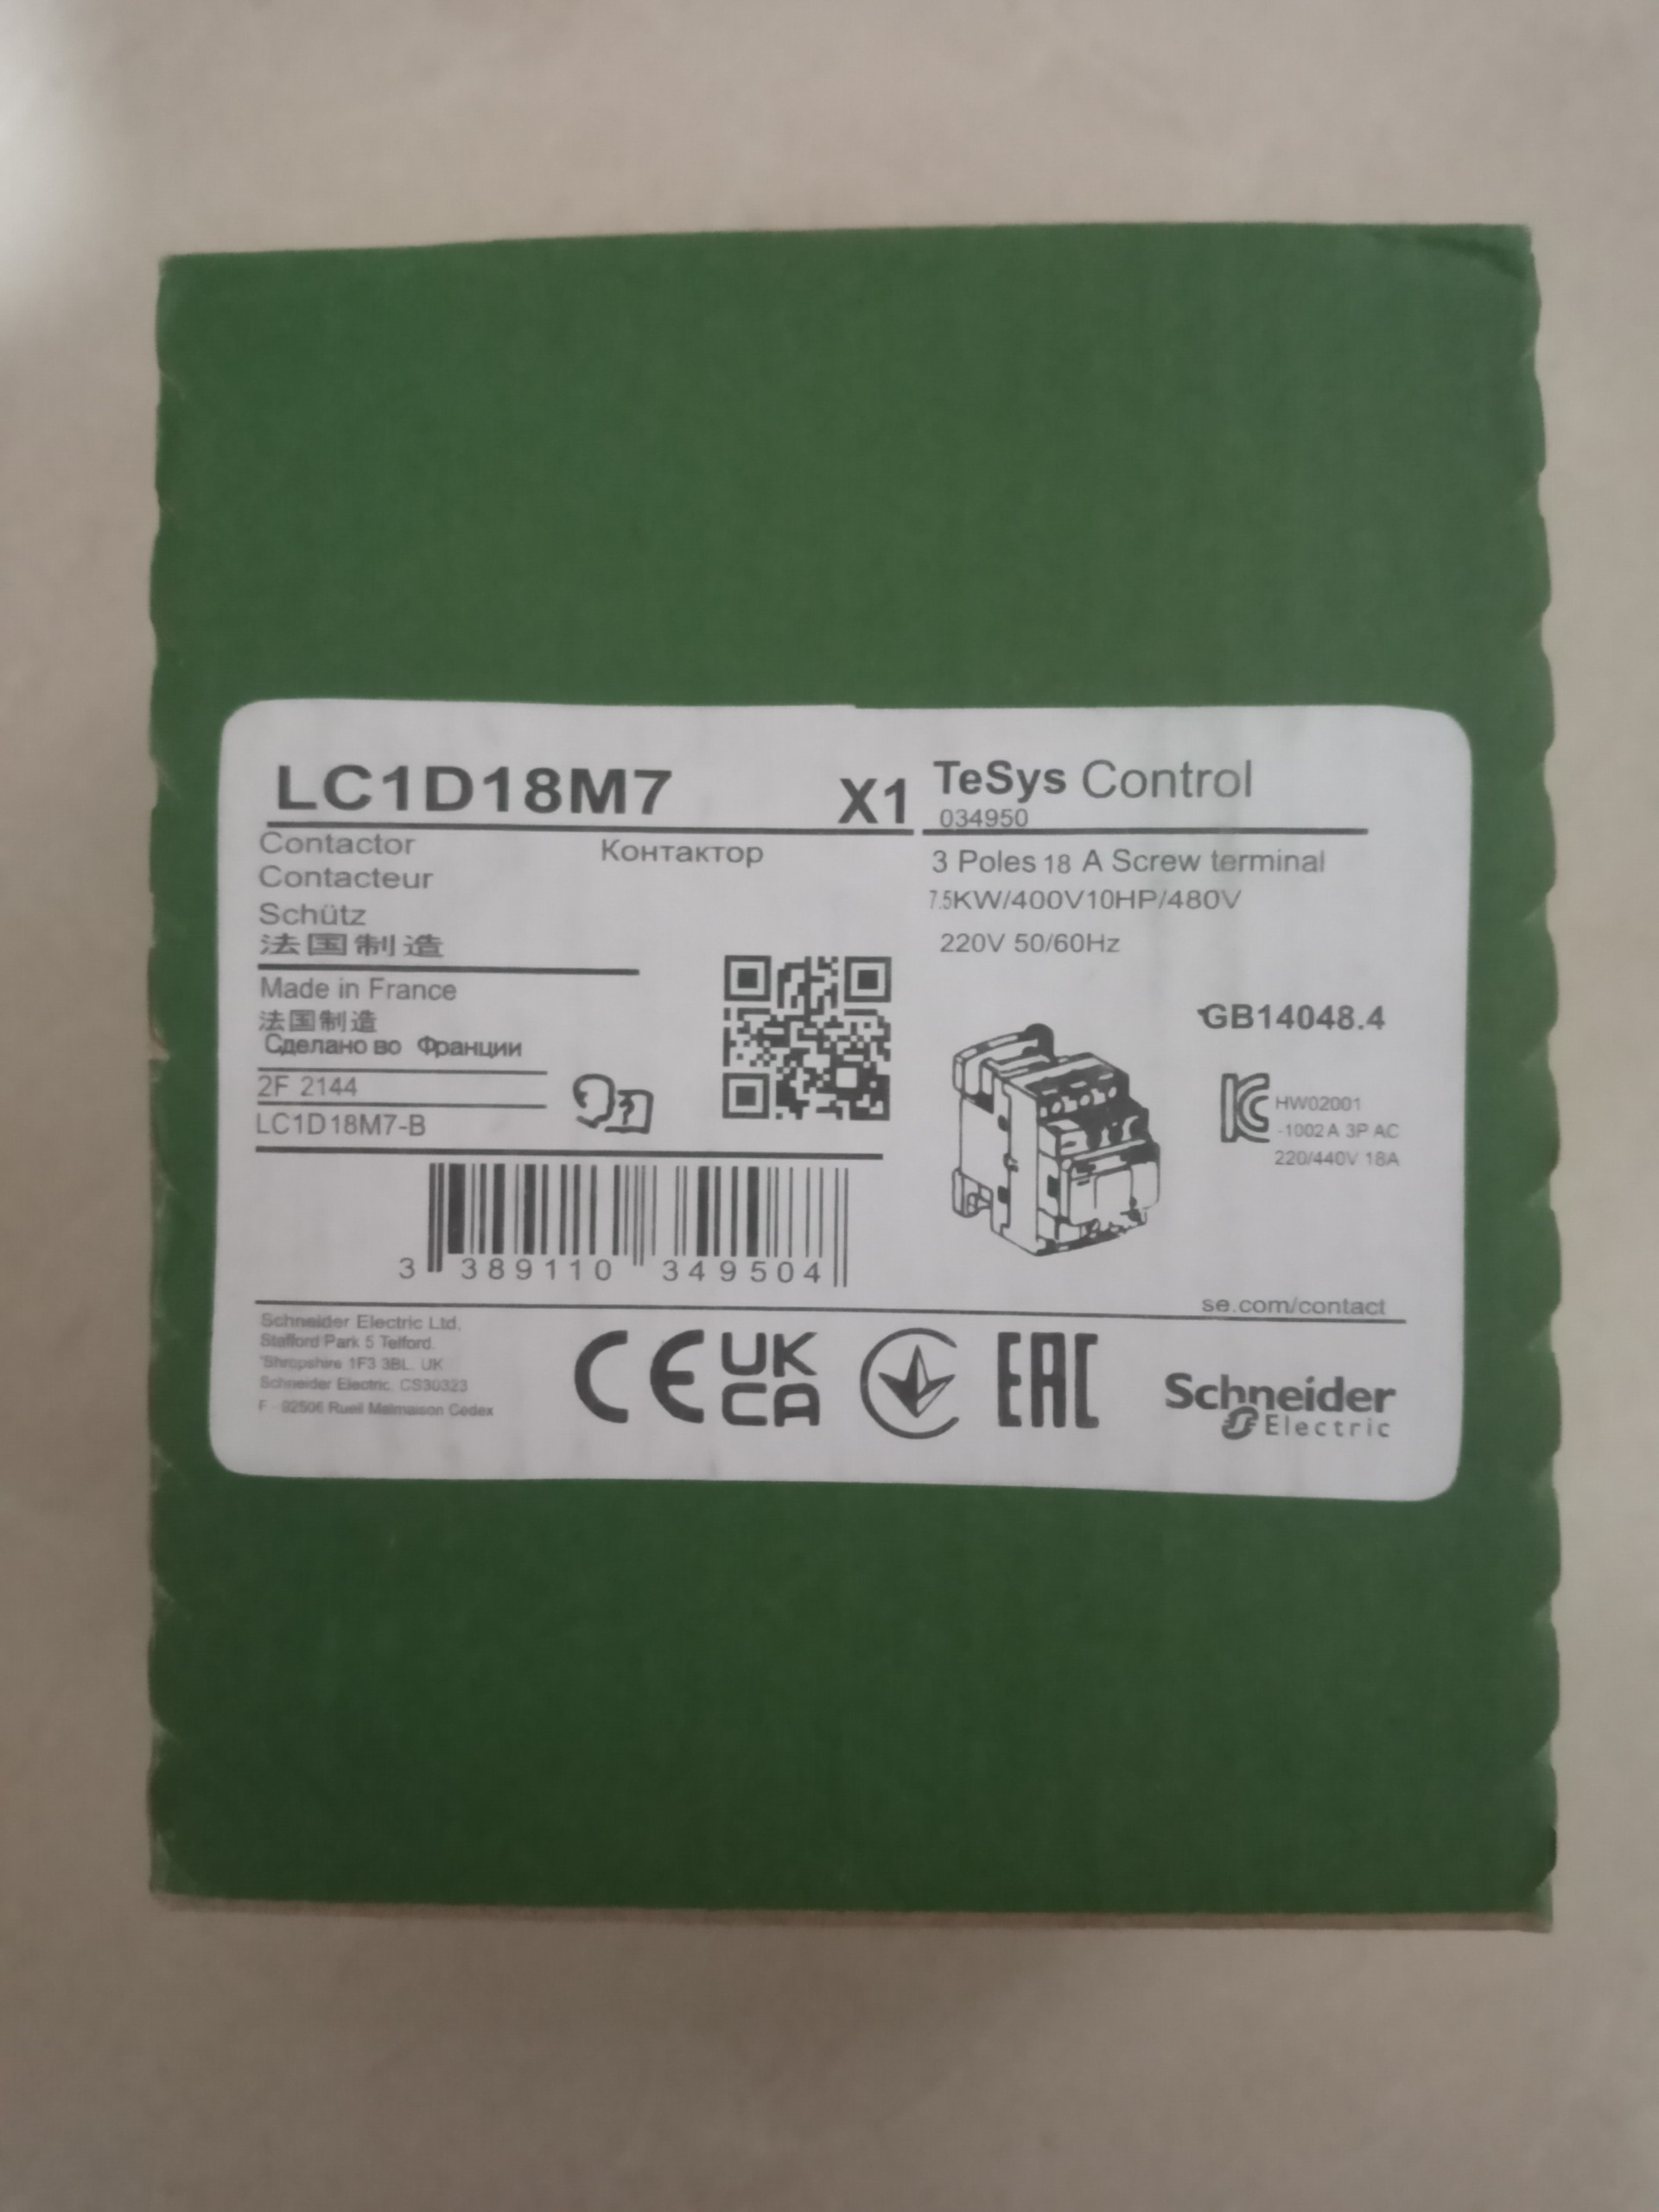 LC1D18M7 X1
TeSys Control
034950
Contactor Контактор
Contacteur
Schütz
法国制造
3 Poles 18 A Screw terminal
7.5KW/400V10HP/480V
220V 50/60Hz
Made in France
法国制造
Сделано во Франции
2F 2144
LC1D18M7-B
GB14048.4
HW02001
-1002A 3P AC
220/440V 18A
3 389110 349504
se.com/contact
Schneider Electric Ltd.
Stafford Park 5 Telford.
Shropshire 1F3 3BL. UK
Schneider Electric. CS30323
F - 92506 Rueil Malmaison Cedex
CE UK CA EAC
Schneider
Electric